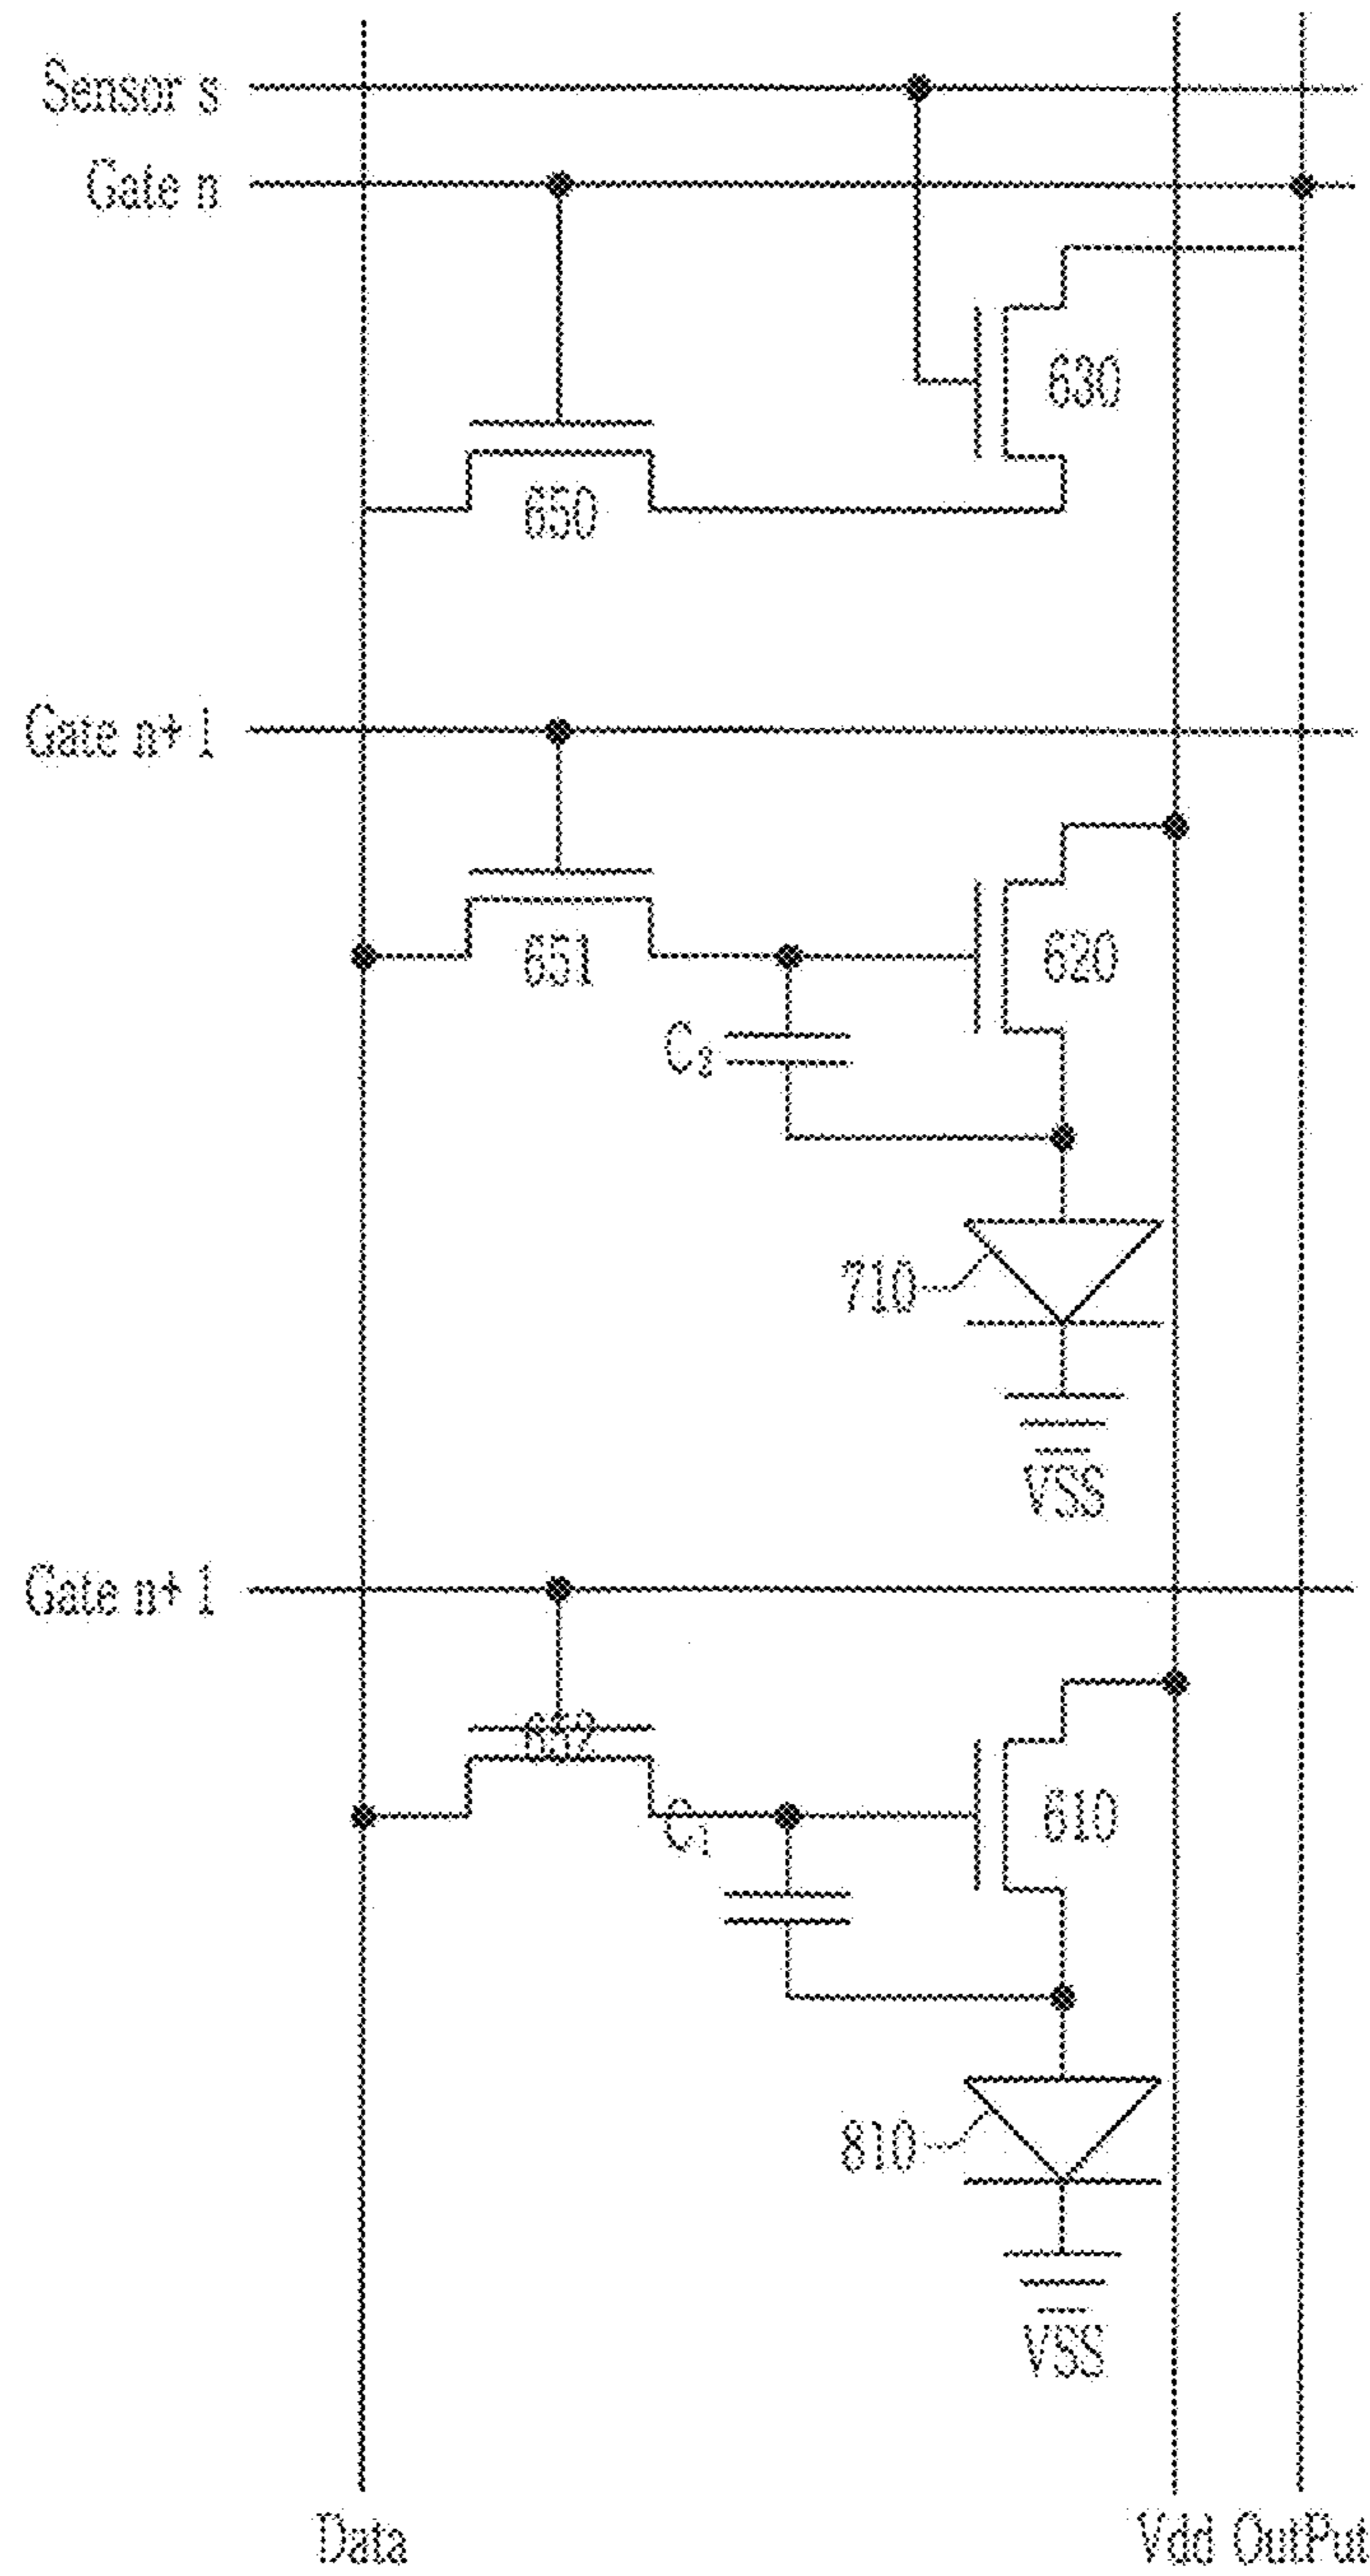 Sensor s
Gate n
630
650
Gate n+1
651
620
C₂
710
VSS
Gate n+1
652
C₁
610
810
VSS
Data
Vdd
OutPut